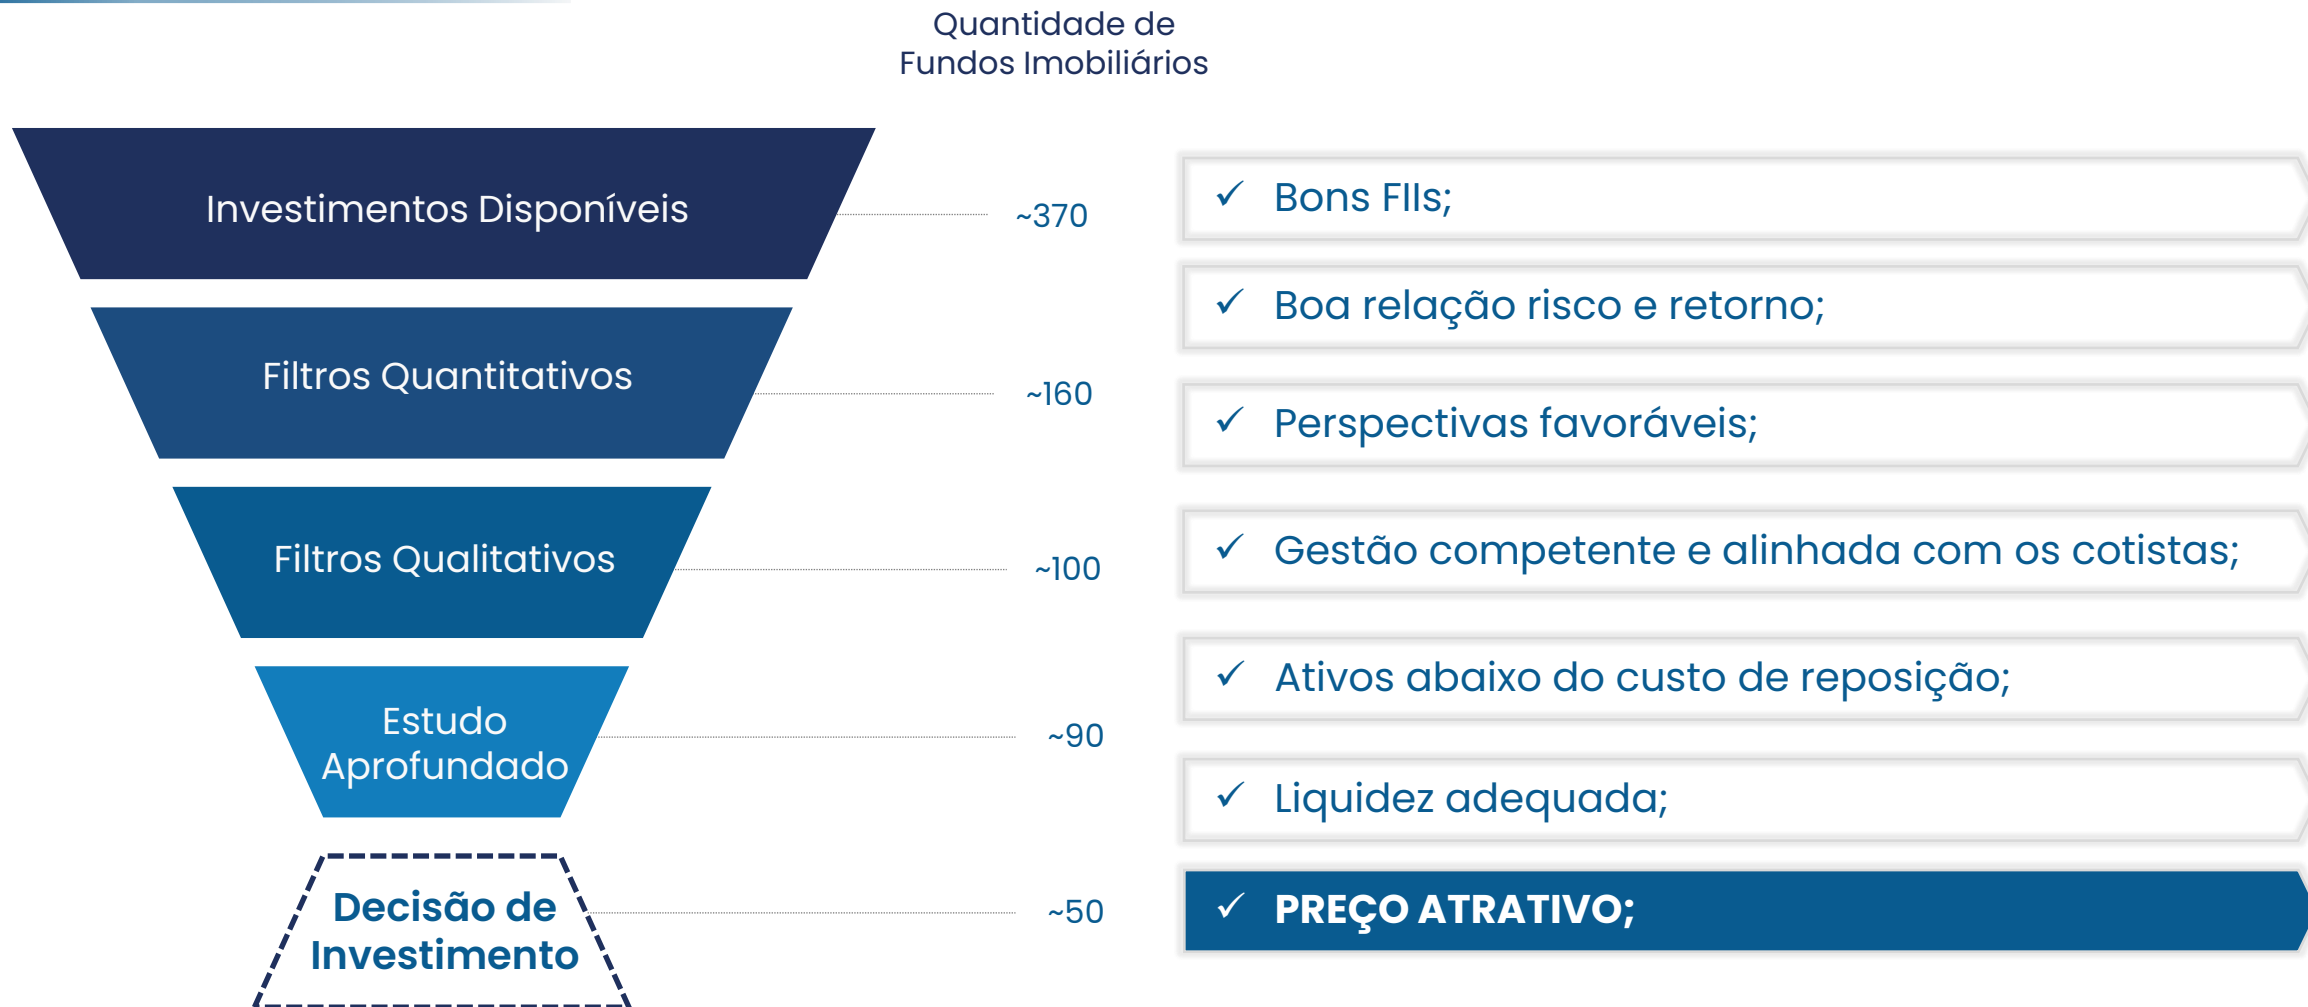 Quantidade de
Fundos Imobiliários
Investimentos Disponíveis
~370
Filtros Quantitativos
~160
Filtros Qualitativos
~100
Estudo
Aprofundado
~90
Decisão de
Investimento
~50
✓ Bons FIIs;
✓ Boa relação risco e retorno;
✓ Perspectivas favoráveis;
✓ Gestão competente e alinhada com os cotistas;
✓ Ativos abaixo do custo de reposição;
✓ Liquidez adequada;
✓ PREÇO ATRATIVO;